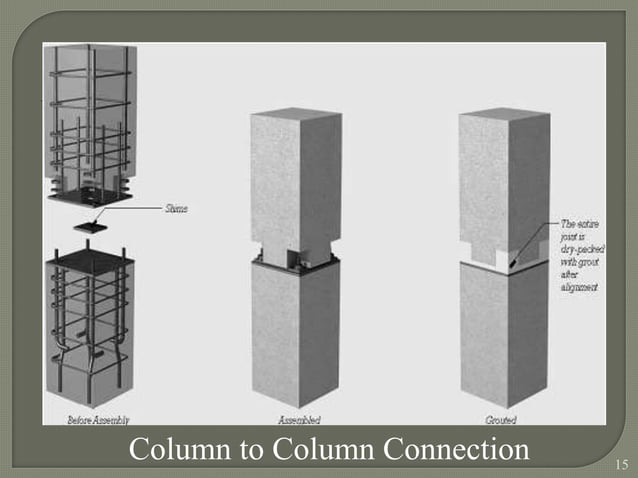 Shims
The entire
joint is
dry-packed
with grout
after
alignment
Before Assembly
Assembled
Grouted
Column to Column Connection
15